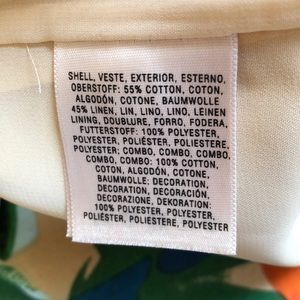 SHELL, VESTE, EXTERIOR, ESTERNO,
OBERSTOFF: 55% COTTON, COTON,
ALGODÓN, COTONE, BAUMWOLLE
45% LINEN, LIN, LINO, LINO, LEINEN
LINING, DOUBLURE, FORRO, FODERA,
FUTTERSTOFF: 100% POLYESTER,
POLYESTER, POLIÉSTER, POLIESTERE,
POLYESTER; COMBO, COMBO, COMBO,
COMBO, COMBO: 100% COTTON,
COTON, ALGODÓN, COTONE,
BAUMWOLLE: DECORATION,
DECORATION, DECORACIÓN,
DECORAZIONE, DEKORATION:
100% POLYESTER, POLYESTER,
POLIÉSTER, POLIESTERE, POLYESTER